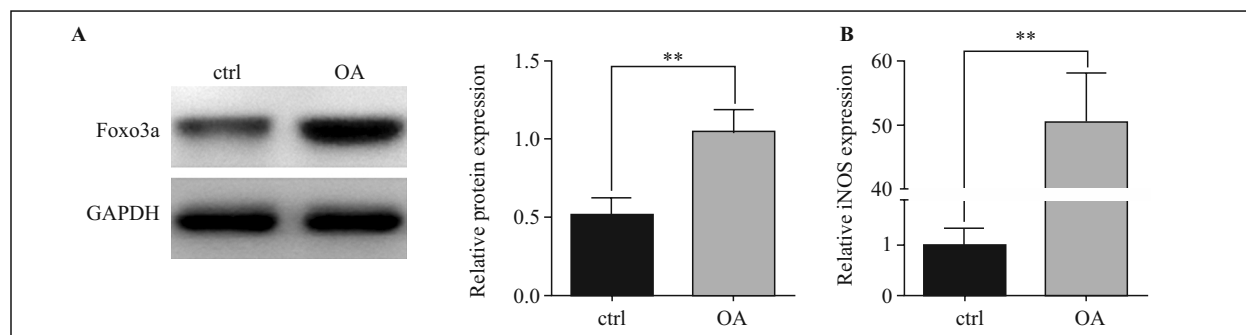 A
ctrl OA
Foxo3a
GAPDH
Relative protein expression
1.5
1.0
0.5
0.0
**
ctrl OA
B
Relative iNOS expression
60
50
40
1
0
**
ctrl OA